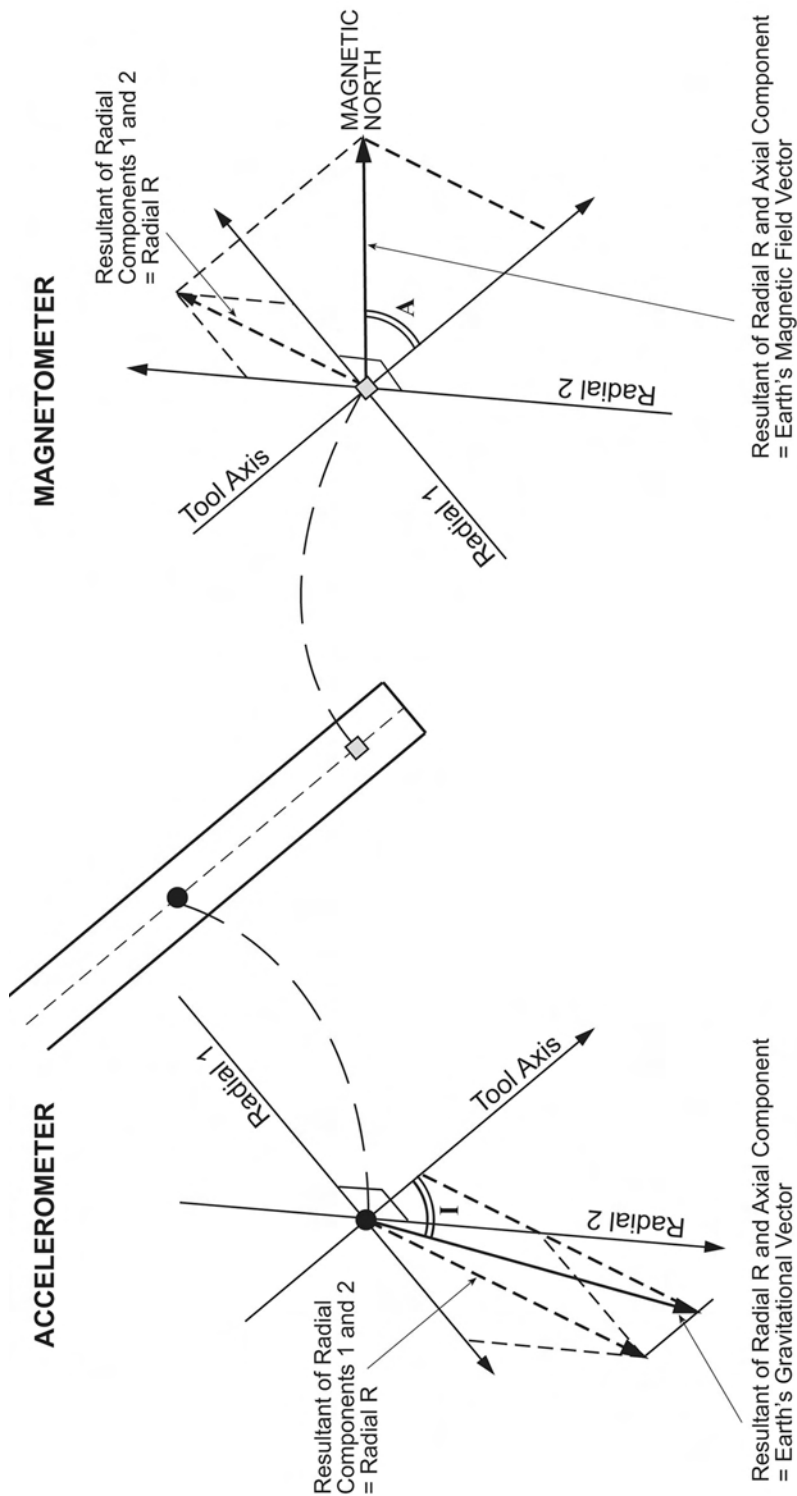 ACCELEROMETER
Resultant of Radial
Components 1 and 2
= Radial R
Radial 1
Tool Axis
I
Radial 2
Resultant of Radial R and Axial Component
= Earth's Gravitational Vector
MAGNETOMETER
Resultant of Radial
Components 1 and 2
= Radial R
MAGNETIC
NORTH
Tool Axis
A
Radial 1
Radial 2
Resultant of Radial R and Axial Component
= Earth's Magnetic Field Vector